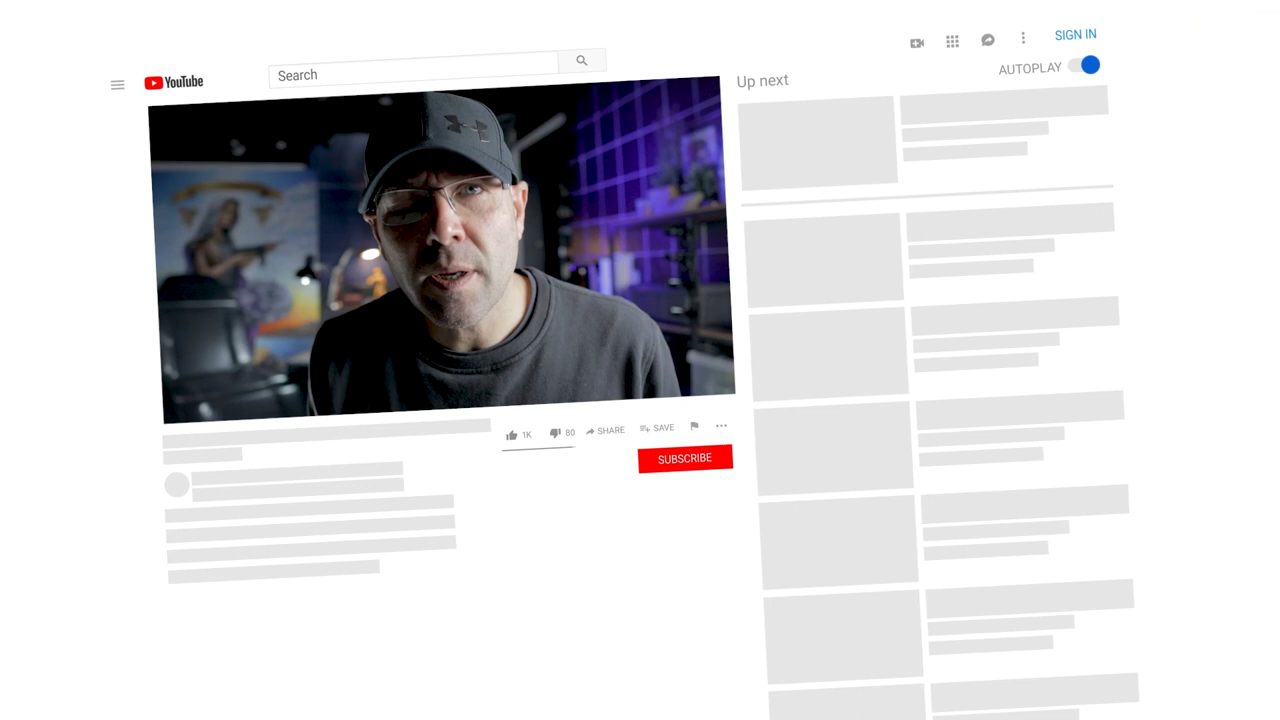 SIGN IN
YouTube
Search
AUTOPLAY
Up next
1K
80
SHARE
SAVE
SUBSCRIBE